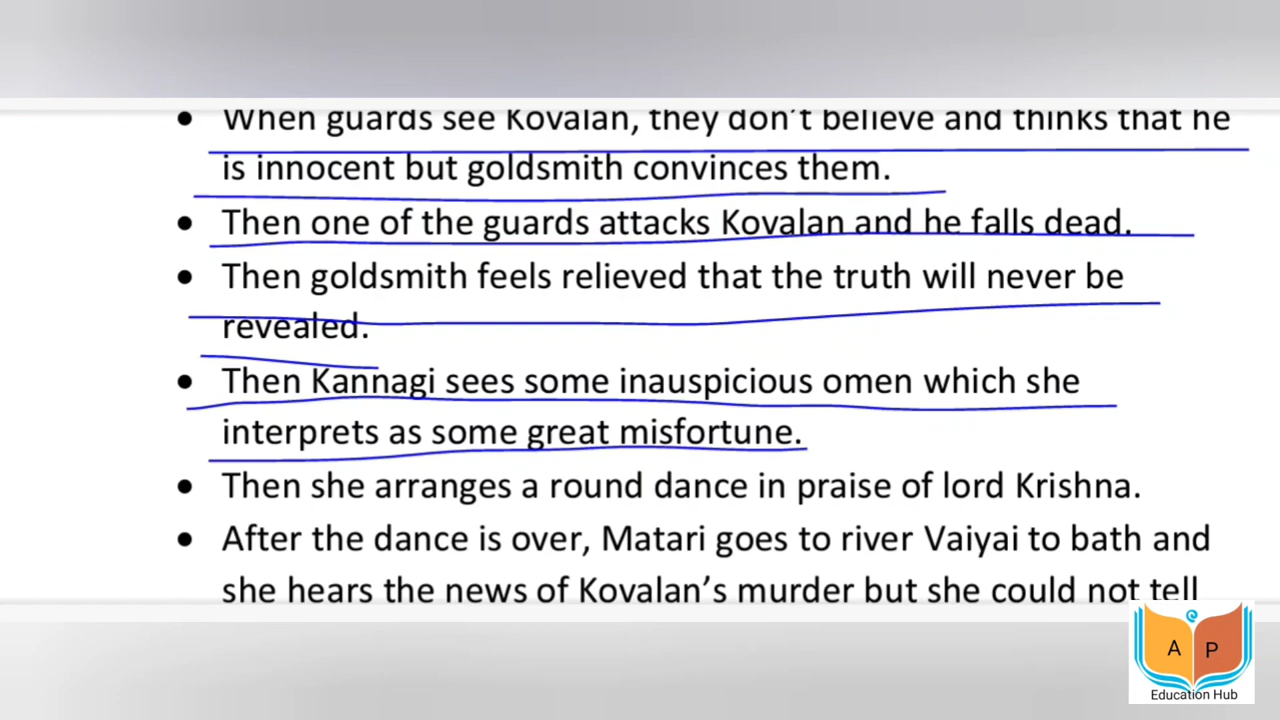 • When guards see Kovalan, they don't believe and thinks that he
is innocent but goldsmith convinces them.
• Then one of the guards attacks Kovalan and he falls dead.
• Then goldsmith feels relieved that the truth will never be
revealed.
• Then Kannagi sees some inauspicious omen which she
interprets as some great misfortune.
• Then she arranges a round dance in praise of lord Krishna.
• After the dance is over, Matari goes to river Vaiyai to bath and
she hears the news of Kovalan's murder but she could not tell
A P
Education Hub